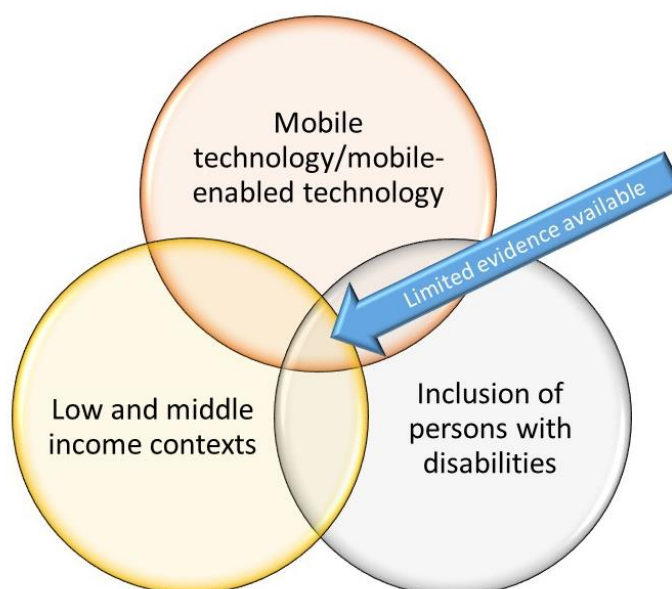 Mobile
technology/mobile-
enabled technology
Limited evidence available
Low and middle
income contexts
Inclusion of
persons with
disabilities